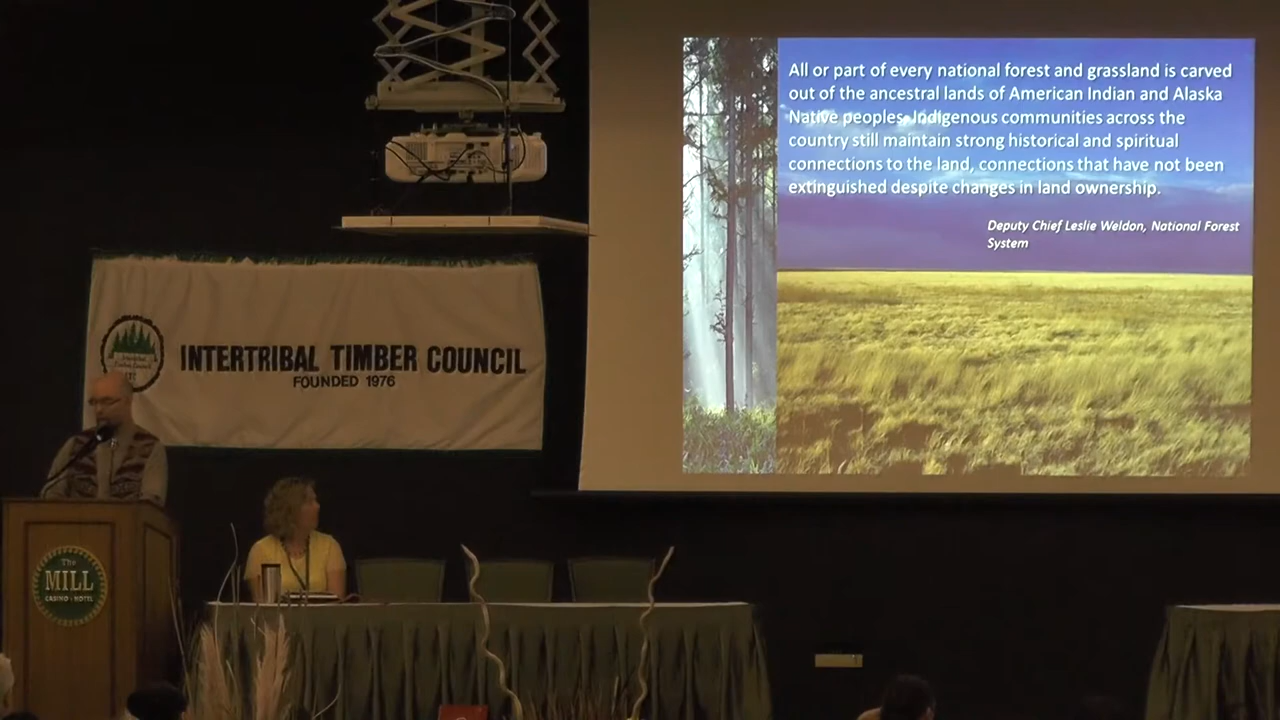 All or part of every national forest and grassland is carved
out of the ancestral lands of American Indian and Alaska
Native peoples. Indigenous communities across the
country still maintain strong historical and spiritual
connections to the land, connections that have not been
extinguished despite changes in land ownership.
Deputy Chief Leslie Weldon, National Forest
System
INTERTRIBAL TIMBER COUNCIL
FOUNDED 1976
The
MILL
CASINO · HOTEL